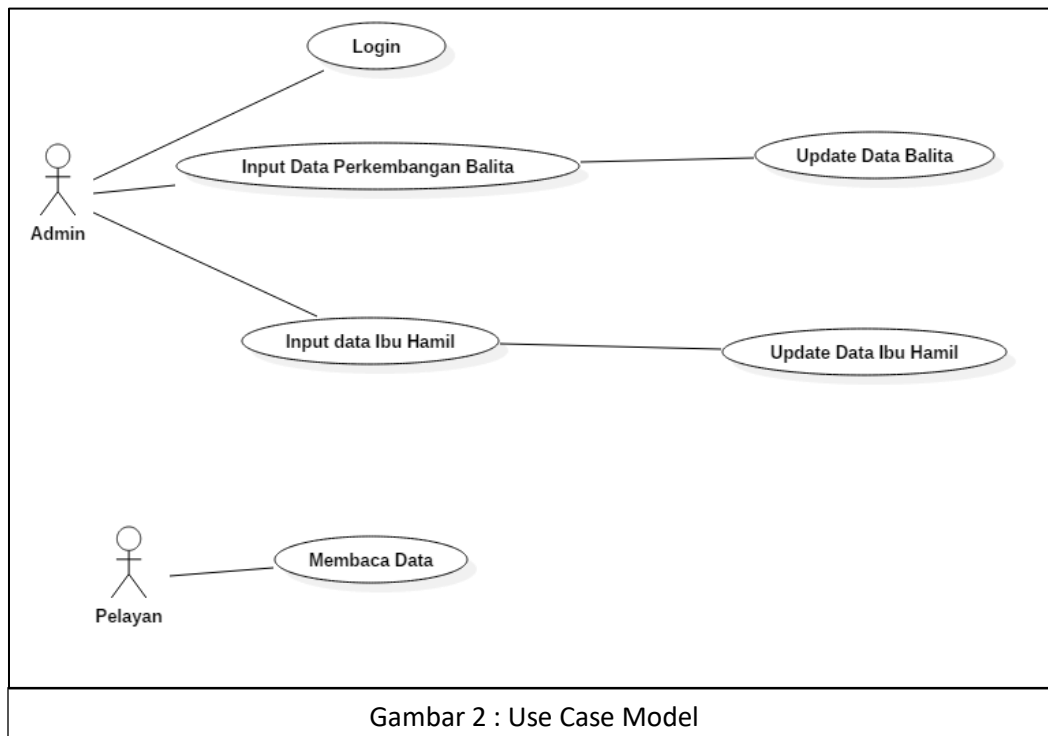 Login
Input Data Perkembangan Balita
Update Data Balita
Admin
Input data Ibu Hamil
Update Data Ibu Hamil
Membaca Data
Pelayan
Gambar 2 : Use Case Model